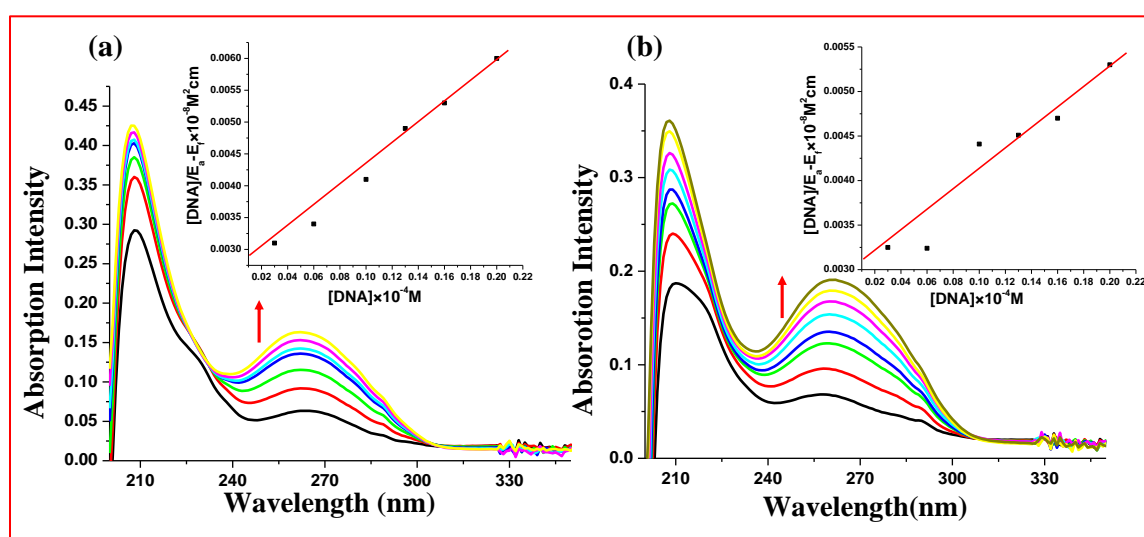 (a)
[DNA]/Ea-Ef×10-8M2cm
0.0060
0.0055
0.0050
0.0045
0.0040
0.0035
0.0030
0.02 0.04 0.06 0.08 0.10 0.12 0.14 0.16 0.18 0.20 0.22
[DNA]×10-4M
Absorption Intensity
0.45
0.40
0.35
0.30
0.25
0.20
0.15
0.10
0.05
0.00
210 240 270 300 330
Wavelength (nm)
(b)
[DNA]/Ea-Ef×10-8M2cm
0.0055
0.0050
0.0045
0.0040
0.0035
0.0030
0.02 0.04 0.06 0.08 0.10 0.12 0.14 0.16 0.18 0.20 0.22
[DNA]×10-4M
Absorotion Intensity
0.4
0.3
0.2
0.1
0.0
210 240 270 300 330
Wavelength(nm)